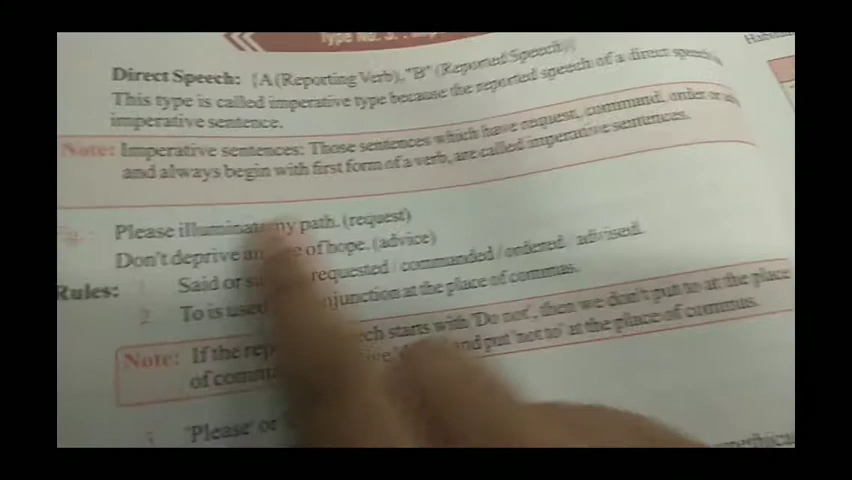 Type No. 3:
Direct Speech: {A (Reporting Verb), "B" (Reported Speech)}
This type is called imperative type because the reported speech of a direct speech,
imperative sentence.
Note: Imperative sentences: Those sentences which have request, command, order or
and always begin with first form of a verb, are called imperative sentences.
Please illuminate my path. (request)
Don't deprive of hope. (advice)
Rules: 1 Said or requested / commanded / ordered advised.
2 To is used conjunction at the place of commas.
Note: If the starts with 'Do not', then we don't put to at the place
of and put 'not to' at the place of commas.
3 'Please' or